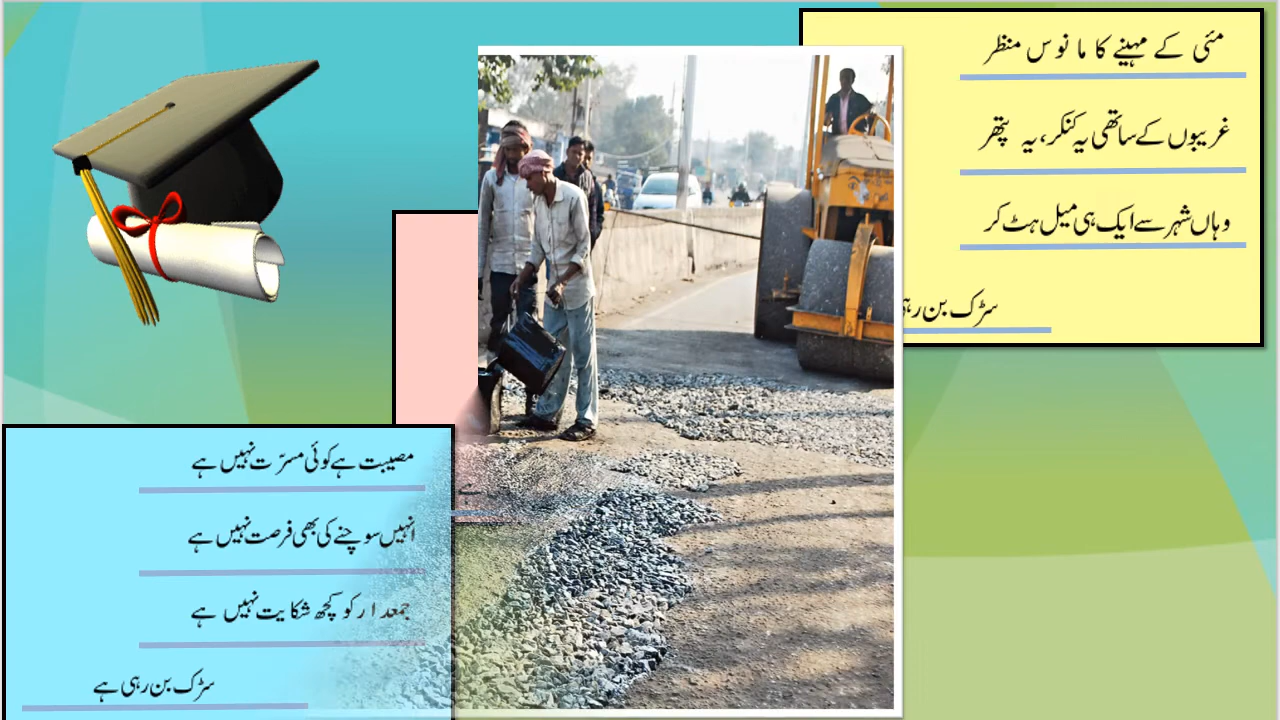 مئی کے مہینے کا مانوس منظر
غریبوں کے ساتھی یہ کنکر، یہ پتھر
وہاں شہر سے ایک ہی میل ہٹ کر
سڑک بن رہی
مصیبت ہے کوئی مسرّت نہیں ہے
انہیں سوچنے کی بھی فرصت نہیں ہے
جمعدار کو کچھ شکایت نہیں ہے
سڑک بن رہی ہے